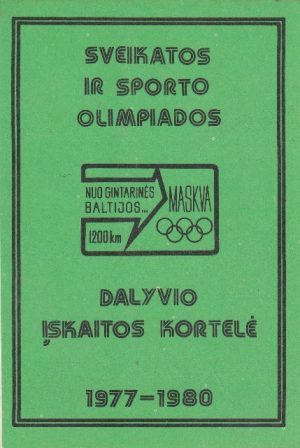 SVEIKATOS
IR SPORTO
OLIMPIADOS
NUO GINTARINĖS
BALTIJOS...
MASKVA
1200 km
DALYVIO
ĮSKAITOS KORTELĖ
1977–1980